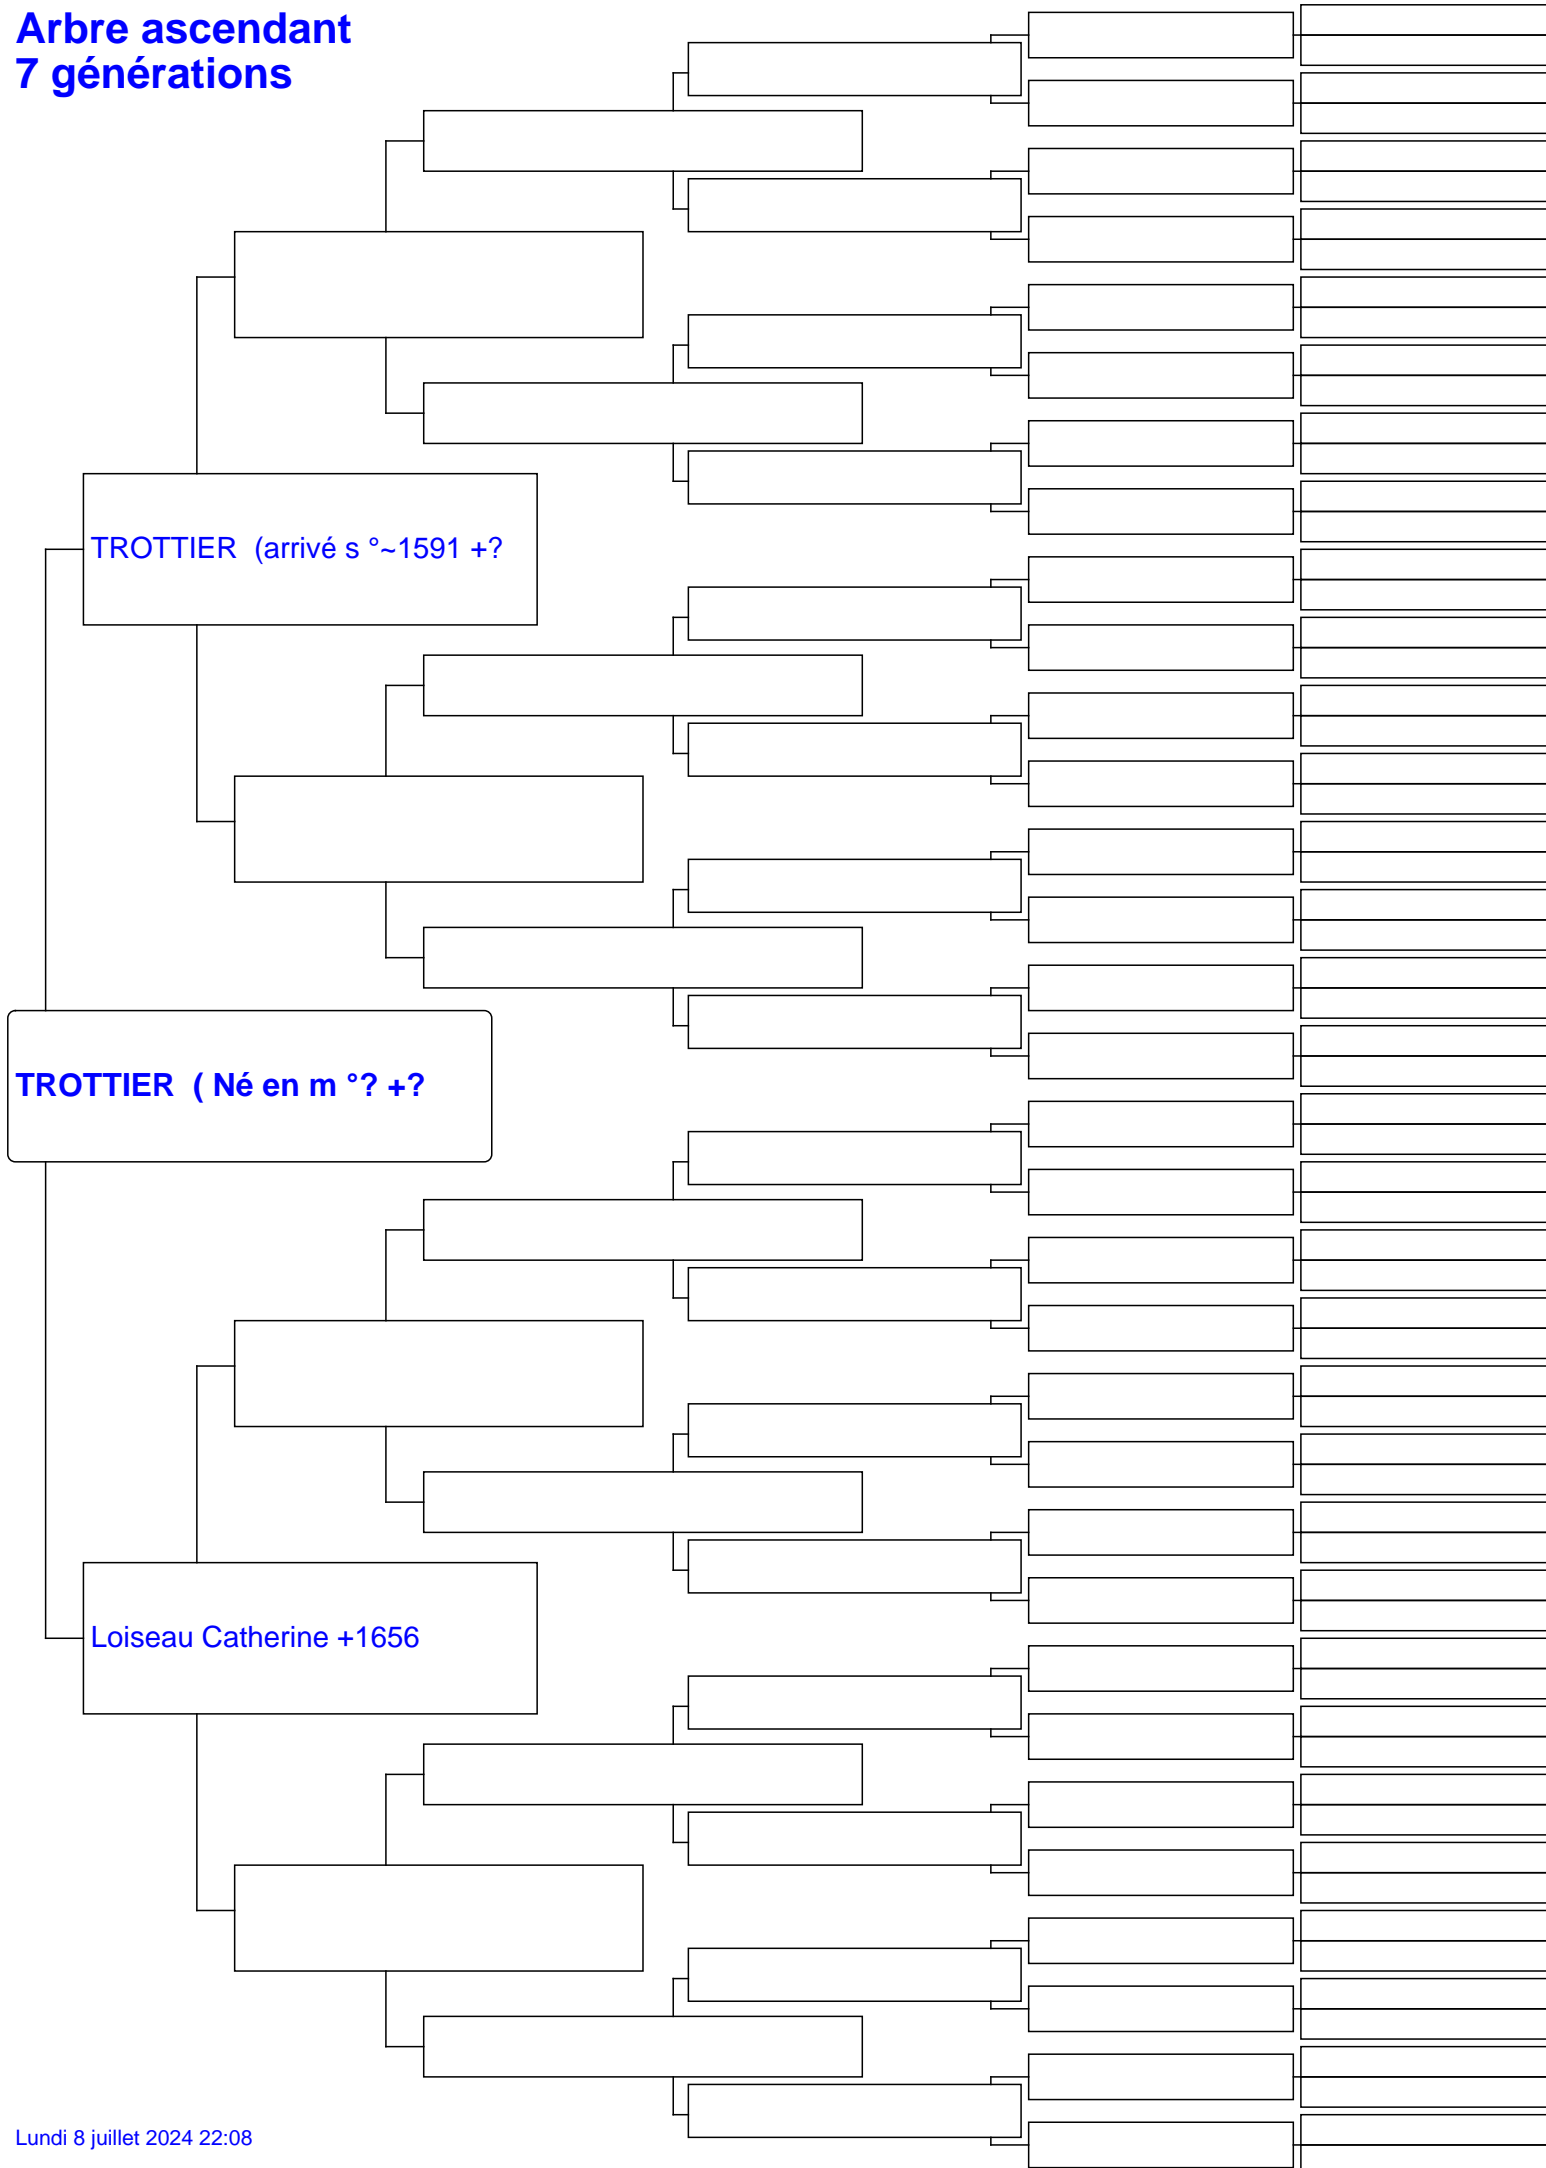 Arbre ascendant
7 générations
TROTTIER (arrivé s °~1591 +?
TROTTIER ( Né en m °? +?
Loiseau Catherine +1656
Lundi 8 juillet 2024 22:08